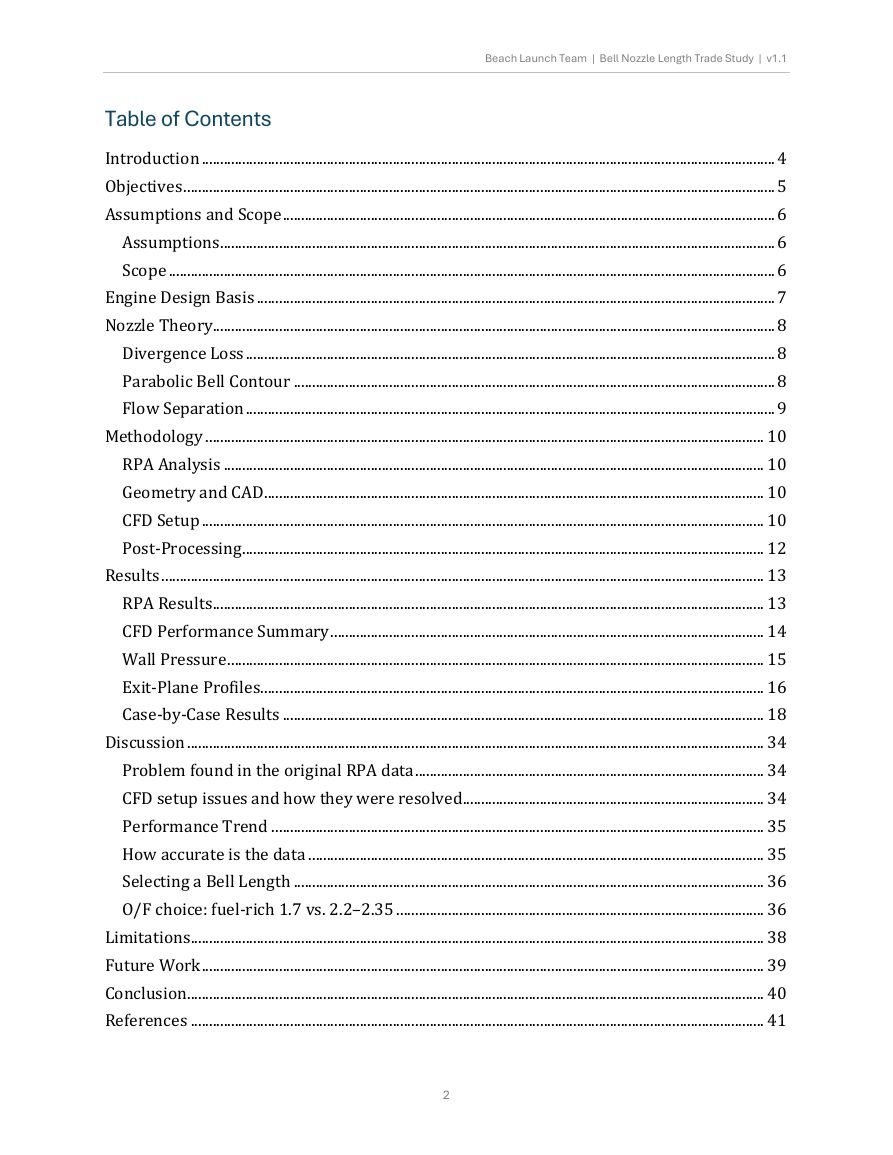 Beach Launch Team | Bell Nozzle Length Trade Study | v1.1
Table of Contents
Introduction 4
Objectives 5
Assumptions and Scope 6
Assumptions 6
Scope 6
Engine Design Basis 7
Nozzle Theory 8
Divergence Loss 8
Parabolic Bell Contour 8
Flow Separation 9
Methodology 10
RPA Analysis 10
Geometry and CAD 10
CFD Setup 10
Post-Processing 12
Results 13
RPA Results 13
CFD Performance Summary 14
Wall Pressure 15
Exit-Plane Profiles 16
Case-by-Case Results 18
Discussion 34
Problem found in the original RPA data 34
CFD setup issues and how they were resolved 34
Performance Trend 35
How accurate is the data 35
Selecting a Bell Length 36
O/F choice: fuel-rich 1.7 vs. 2.2–2.35 36
Limitations 38
Future Work 39
Conclusion 40
References 41
2